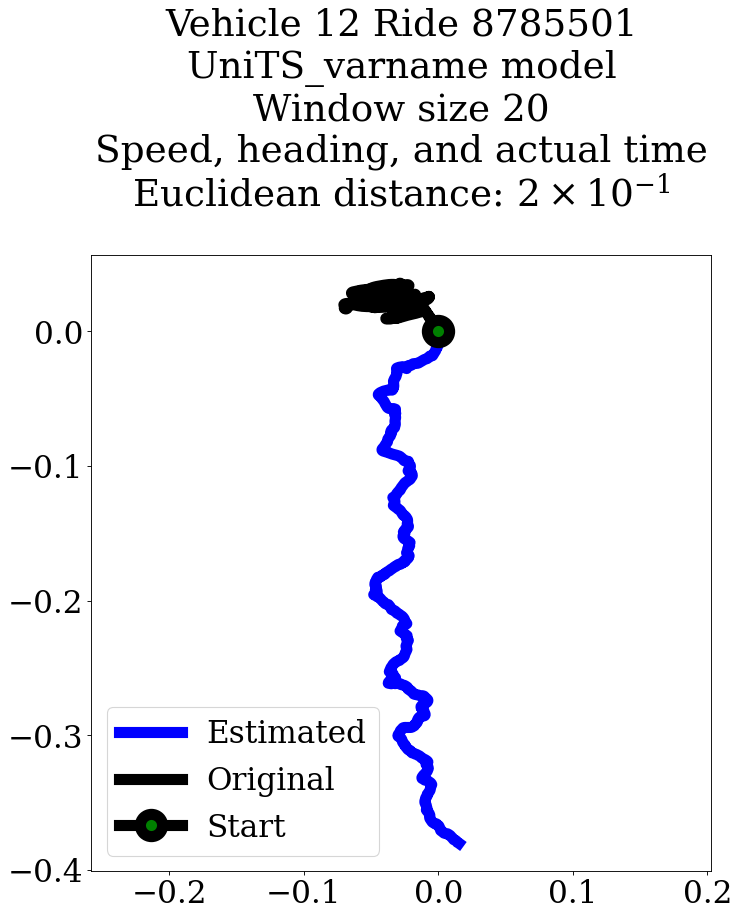 Vehicle 12 Ride 8785501
UniTS_varname model
Window size 20
Speed, heading, and actual time
Euclidean distance: $2 \times 10^{-1}$
0.0
−0.1
−0.2
−0.3
−0.4
Estimated
Original
Start
−0.2 −0.1 0.0 0.1 0.2